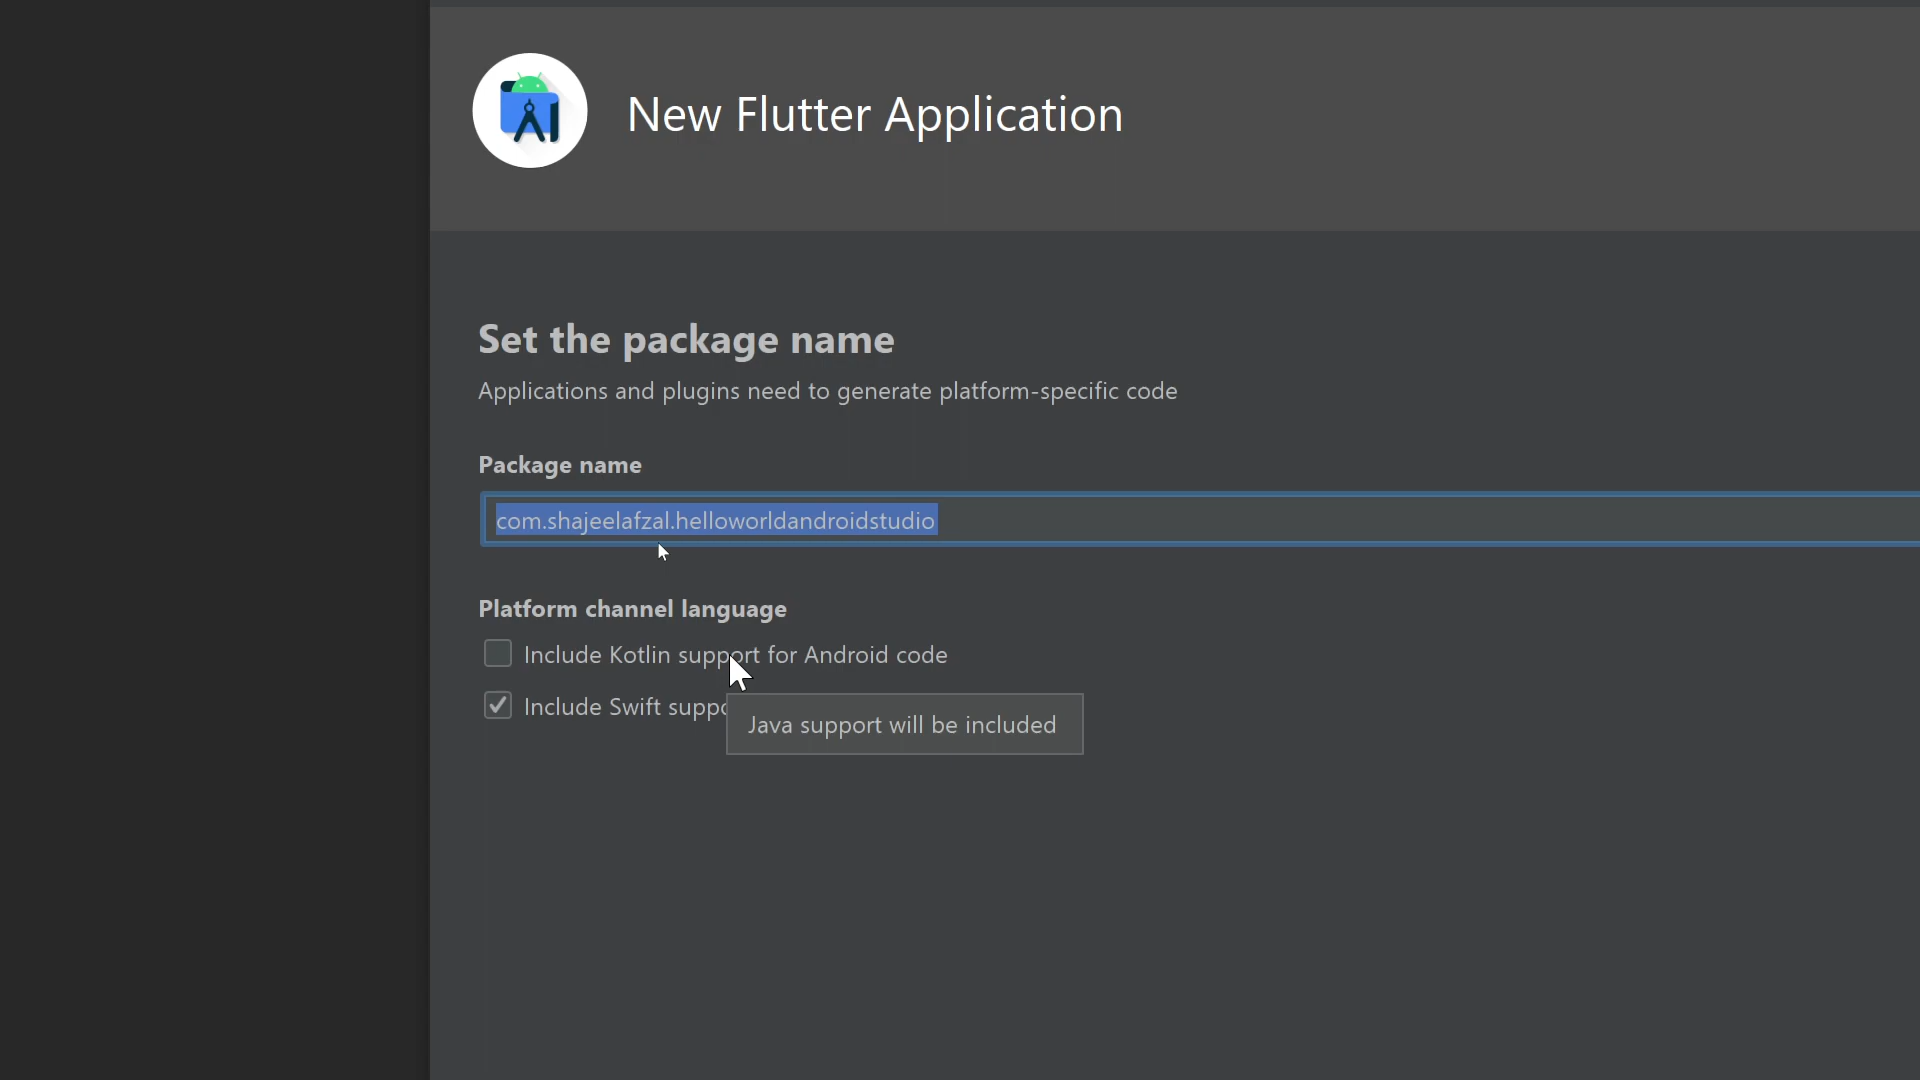 New Flutter Application
Set the package name
Applications and plugins need to generate platform-specific code
Package name
com.shajeelafzal.helloworldandroidstudio
Platform channel language
Include Kotlin support for Android code
Include Swift
Java support will be included